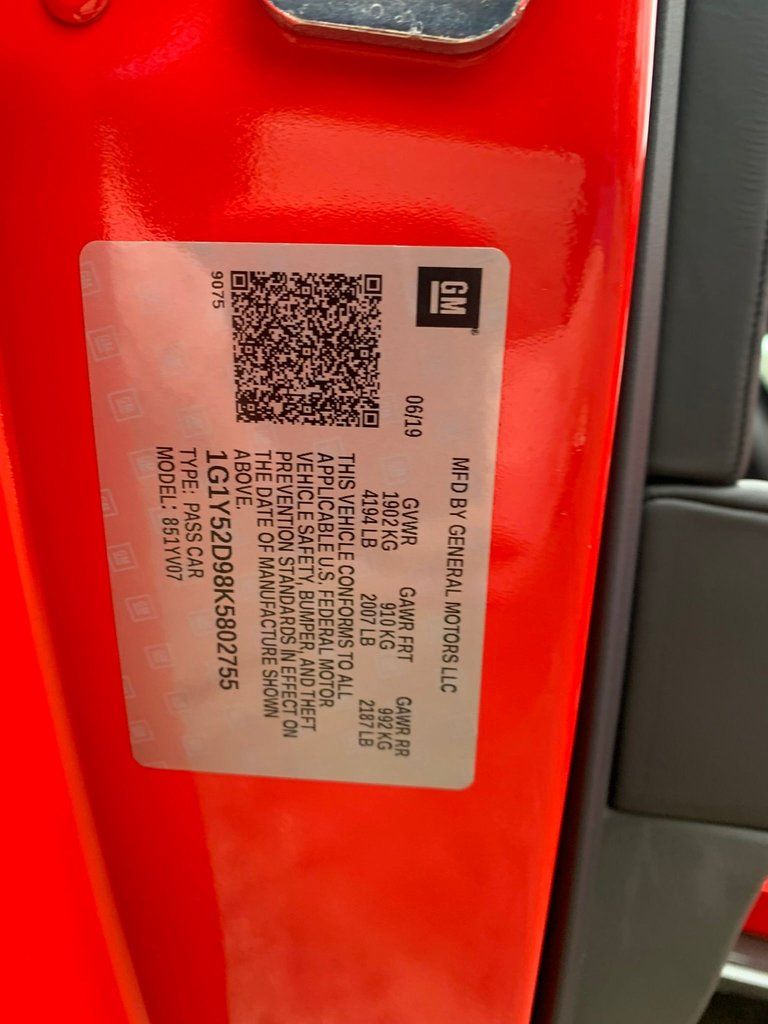 GM
®
MFD BY GENERAL MOTORS LLC
06/19
GVWR GAWR FRT GAWR RR
1902 KG 910 KG 992 KG
4194 LB 2007 LB 2187 LB
THIS VEHICLE CONFORMS TO ALL
APPLICABLE U.S. FEDERAL MOTOR
VEHICLE SAFETY, BUMPER, AND THEFT
PREVENTION STANDARDS IN EFFECT ON
THE DATE OF MANUFACTURE SHOWN
ABOVE.
1G1Y52D98K5802755
TYPE: PASS CAR
MODEL: 851YV07
9075